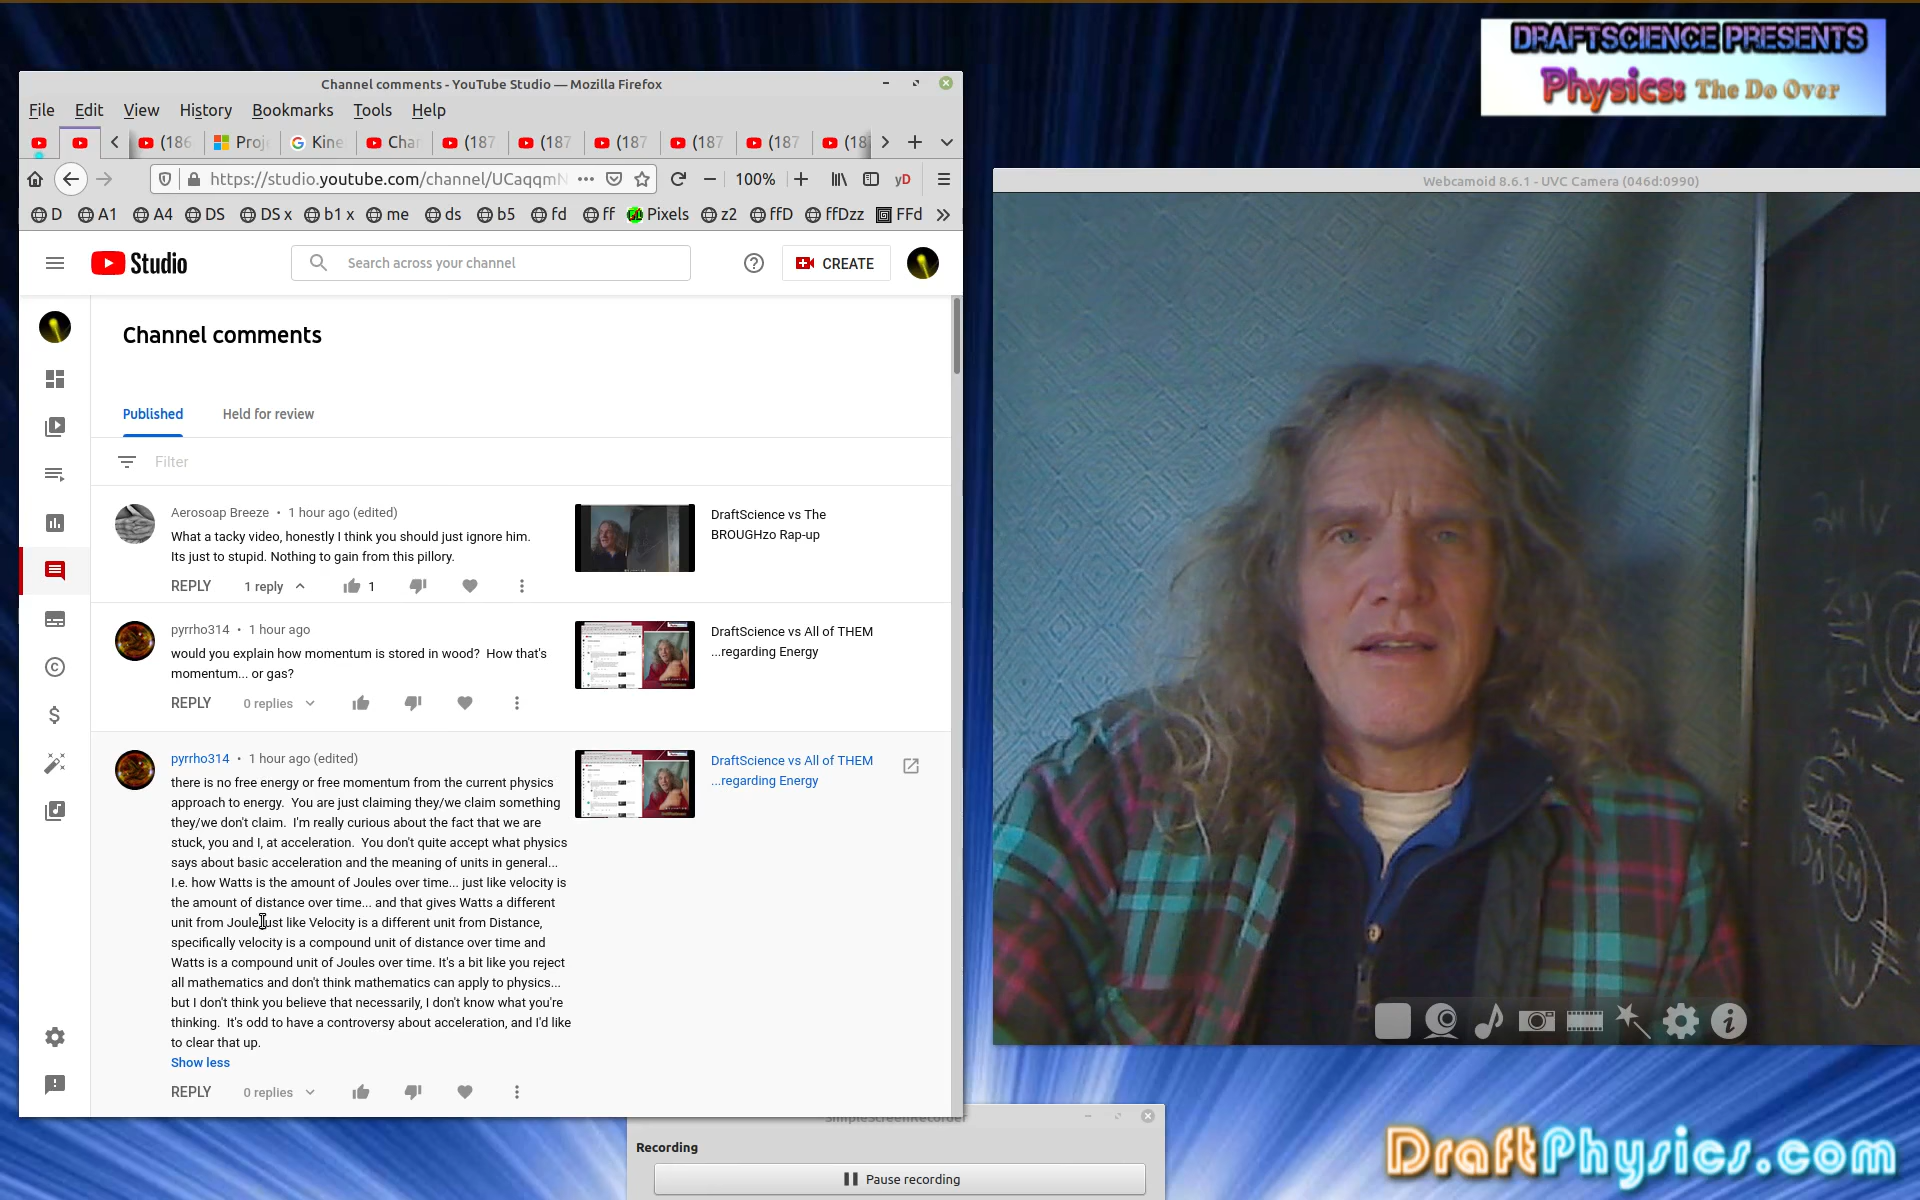 DRAFTSCIENCE PRESENTS
Physics: The Do Over
Channel comments - YouTube Studio — Mozilla Firefox
File Edit View History Bookmarks Tools Help
(186 Proj Kine Char (187 (187 (187 (187 (187 (187
https://studio.youtube.com/channel/UCaqqmN 100% yD
D A1 A4 DS DS x b1 x me ds b5 fd ff Pixels z2 ffD ffDzz FFd
Webcamoid 8.6.1 - UVC Camera (046d:0990)
Studio
Search across your channel
CREATE
Channel comments
Published
Held for review
Filter
Aerosoap Breeze • 1 hour ago (edited)
What a tacky video, honestly I think you should just ignore him.
Its just to stupid. Nothing to gain from this pillory.
REPLY 1 reply 1
DraftScience vs The
BROUGHzo Rap-up
pyrrho314 • 1 hour ago
would you explain how momentum is stored in wood? How that's
momentum... or gas?
REPLY 0 replies
DraftScience vs All of THEM
...regarding Energy
pyrrho314 • 1 hour ago (edited)
there is no free energy or free momentum from the current physics
approach to energy. You are just claiming they/we claim something
they/we don't claim. I'm really curious about the fact that we are
stuck, you and I, at acceleration. You don't quite accept what physics
says about basic acceleration and the meaning of units in general...
I.e. how Watts is the amount of Joules over time... just like velocity is
the amount of distance over time... and that gives Watts a different
unit from Joule just like Velocity is a different unit from Distance,
specifically velocity is a compound unit of distance over time and
Watts is a compound unit of Joules over time. It's a bit like you reject
all mathematics and don't think mathematics can apply to physics...
but I don't think you believe that necessarily, I don't know what you're
thinking. It's odd to have a controversy about acceleration, and I'd like
to clear that up.
Show less
REPLY 0 replies
DraftScience vs All of THEM
...regarding Energy
SimpleScreenRecorder
Recording
Pause recording
DraftPhysics.com